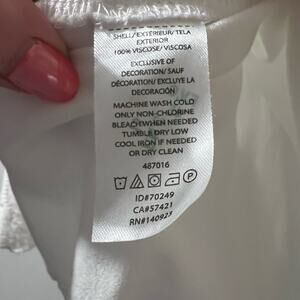 SHELL/EXTÉRIEUR/TELA
EXTERIOR
100% VISCOSE/VISCOSA
EXCLUSIVE OF
DECORATION/SAUF
DÉCORATION/EXCLUYE LA
DECORACIÓN
MACHINE WASH COLD
ONLY NON-CHLORINE
BLEACH WHEN NEEDED
TUMBLE DRY LOW
COOL IRON IF NEEDED
OR DRY CLEAN
487016
P
ID#70249
CA#57421
RN#140923